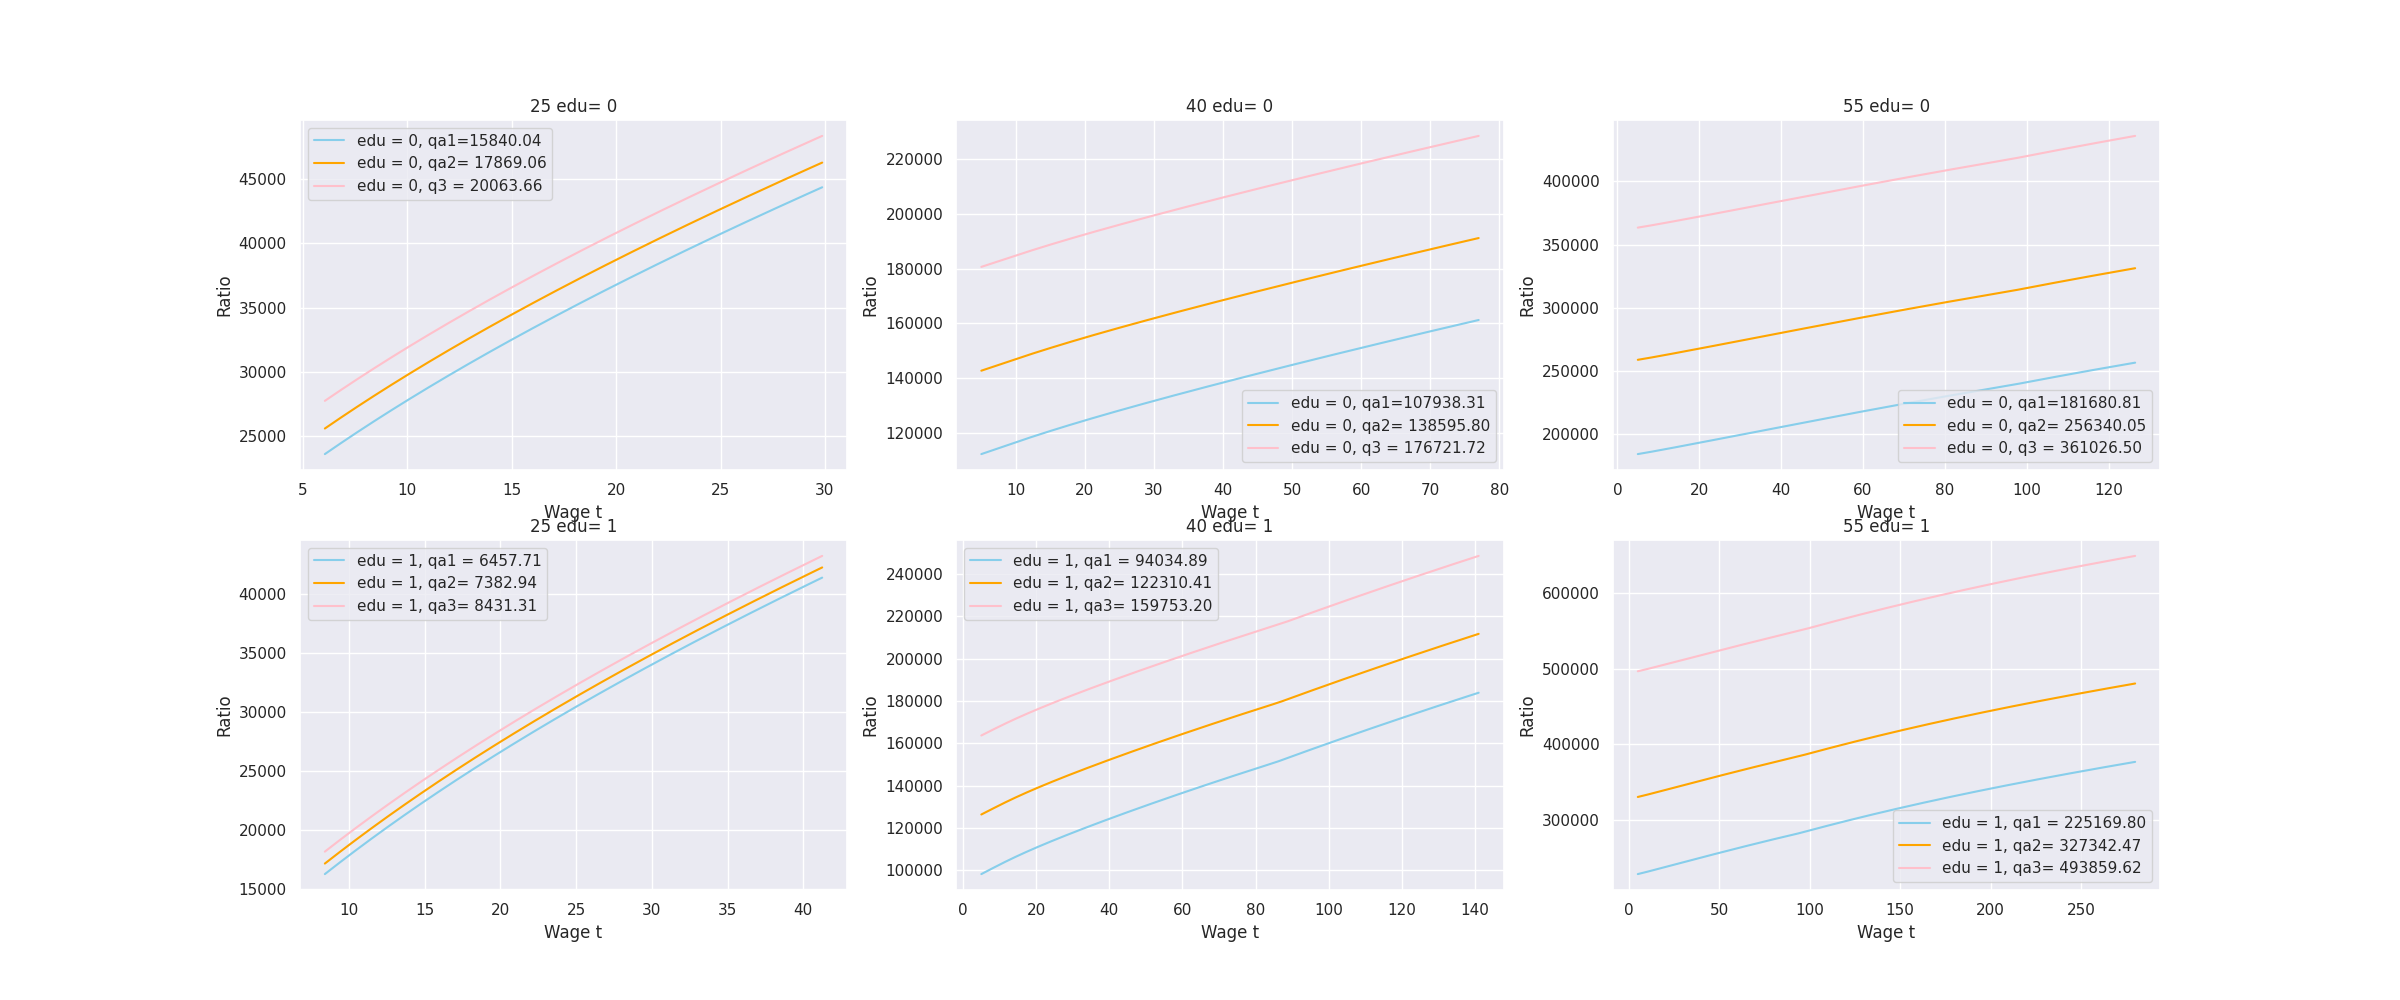 25 edu= 0
edu = 0, qa1=15840.04
edu = 0, qa2= 17869.06
edu = 0, q3 = 20063.66
45000
40000
35000
30000
25000
Ratio
5 10 15 20 25 30
Wage t
40 edu= 0
220000
200000
180000
160000
140000
120000
Ratio
edu = 0, qa1=107938.31
edu = 0, qa2= 138595.80
edu = 0, q3 = 176721.72
10 20 30 40 50 60 70 80
Wage t
55 edu= 0
400000
350000
300000
250000
200000
Ratio
edu = 0, qa1=181680.81
edu = 0, qa2= 256340.05
edu = 0, q3 = 361026.50
0 20 40 60 80 100 120
Wage t
25 edu= 1
edu = 1, qa1 = 6457.71
edu = 1, qa2= 7382.94
edu = 1, qa3= 8431.31
40000
35000
30000
25000
20000
15000
Ratio
10 15 20 25 30 35 40
Wage t
40 edu= 1
edu = 1, qa1 = 94034.89
edu = 1, qa2= 122310.41
edu = 1, qa3= 159753.20
240000
220000
200000
180000
160000
140000
120000
100000
Ratio
0 20 40 60 80 100 120 140
Wage t
55 edu= 1
600000
500000
400000
300000
Ratio
edu = 1, qa1 = 225169.80
edu = 1, qa2= 327342.47
edu = 1, qa3= 493859.62
0 50 100 150 200 250
Wage t